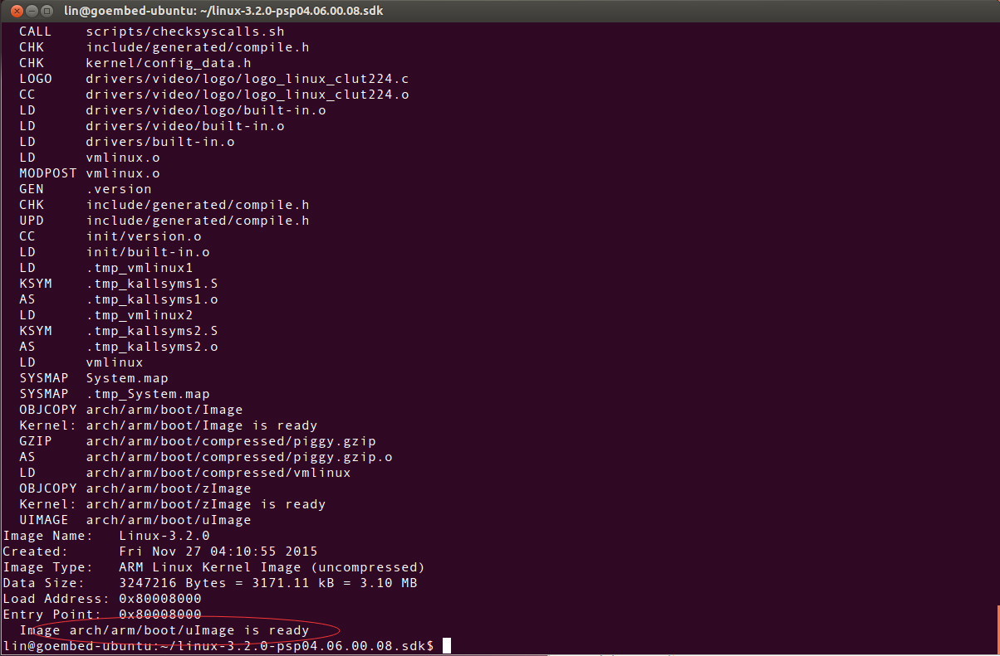 lin@goembed-ubuntu: ~/linux-3.2.0-psp04.06.00.08.sdk
CALL    scripts/checksyscalls.sh
CHK     include/generated/compile.h
CHK     kernel/config_data.h
LOGO    drivers/video/logo/logo_linux_clut224.c
CC      drivers/video/logo/logo_linux_clut224.o
LD      drivers/video/logo/built-in.o
LD      drivers/video/built-in.o
LD      drivers/built-in.o
LD      vmlinux.o
MODPOST vmlinux.o
GEN     .version
CHK     include/generated/compile.h
UPD     include/generated/compile.h
CC      init/version.o
LD      init/built-in.o
LD      .tmp_vmlinux1
KSYM    .tmp_kallsyms1.S
AS      .tmp_kallsyms1.o
LD      .tmp_vmlinux2
KSYM    .tmp_kallsyms2.S
AS      .tmp_kallsyms2.o
LD      vmlinux
SYSMAP  System.map
SYSMAP  .tmp_System.map
OBJCOPY arch/arm/boot/Image
Kernel: arch/arm/boot/Image is ready
GZIP    arch/arm/boot/compressed/piggy.gzip
AS      arch/arm/boot/compressed/piggy.gzip.o
LD      arch/arm/boot/compressed/vmlinux
OBJCOPY arch/arm/boot/zImage
Kernel: arch/arm/boot/zImage is ready
UIMAGE  arch/arm/boot/uImage
Image Name:   Linux-3.2.0
Created:      Fri Nov 27 04:10:55 2015
Image Type:   ARM Linux Kernel Image (uncompressed)
Data Size:    3247216 Bytes = 3171.11 kB = 3.10 MB
Load Address: 0x80008000
Entry Point:  0x80008000
Image arch/arm/boot/uImage is ready
lin@goembed-ubuntu:~/linux-3.2.0-psp04.06.00.08.sdk$